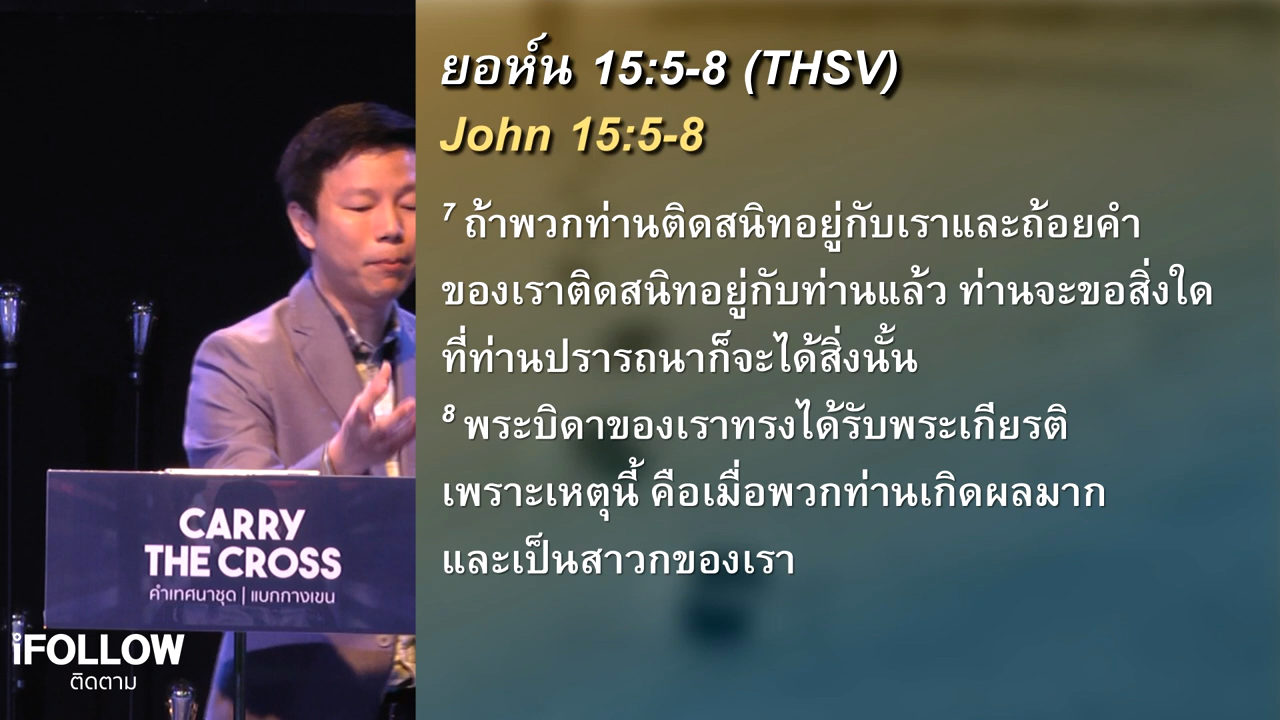 ยอห์น 15:5-8 (THSV)
John 15:5-8
7 ถ้าพวกท่านติดสนิทอยู่กับเราและถ้อยคำ
ของเราติดสนิทอยู่กับท่านแล้ว ท่านจะขอสิ่งใด
ที่ท่านปรารถนาก็จะได้สิ่งนั้น
8 พระบิดาของเราทรงได้รับพระเกียรติ
เพราะเหตุนี้ คือเมื่อพวกท่านเกิดผลมาก
และเป็นสาวกของเรา
CARRY
THE CROSS
คำเทศนาชุด | แบกกางเขน
iFOLLOW
ติดตาม